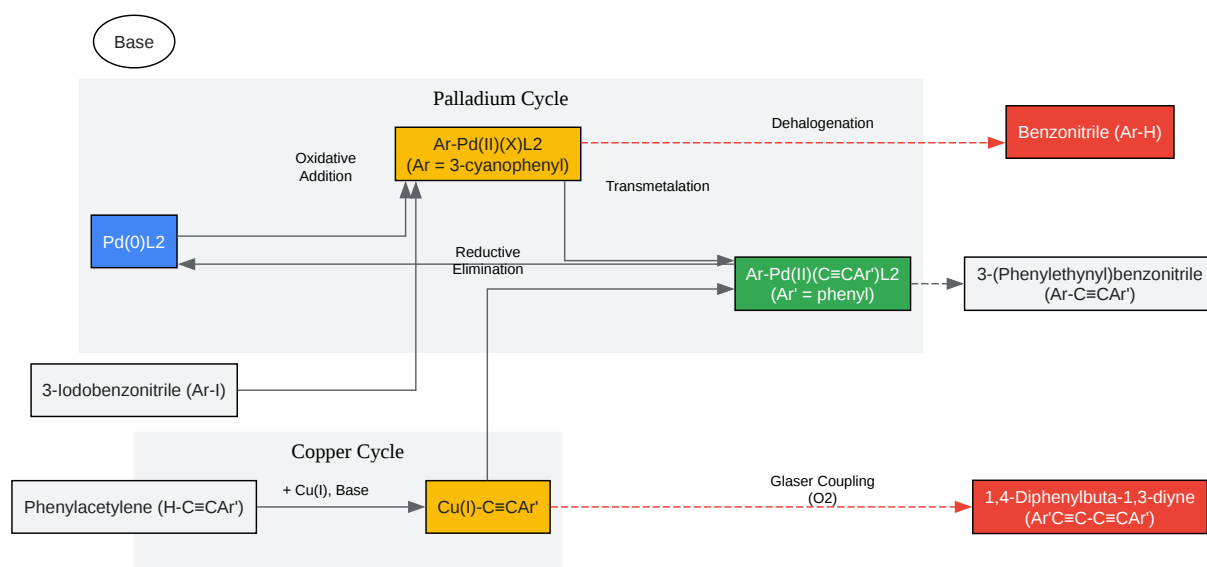 Base
Palladium Cycle
Dehalogenation
Benzonitrile (Ar-H)
Ar-Pd(II)(X)L2
(Ar = 3-cyanophenyl)
Oxidative
Addition
Transmetalation
Pd(0)L2
Reductive
Elimination
Ar-Pd(II)(C≡CAr')L2
(Ar' = phenyl)
3-(Phenylethynyl)benzonitrile
(Ar-C≡CAr')
3-Iodobenzonitrile (Ar-I)
Copper Cycle
Phenylacetylene (H-C≡CAr')
+ Cu(I), Base
Cu(I)-C≡CAr'
Glaser Coupling
(O2)
1,4-Diphenylbuta-1,3-diyne
(Ar'C≡C-C≡CAr')